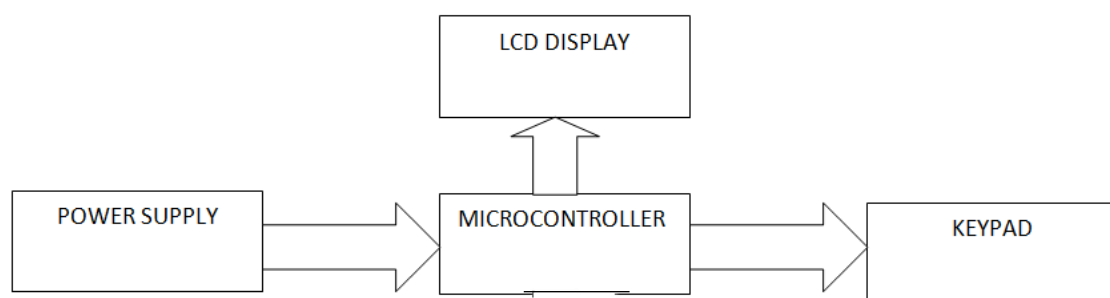 LCD DISPLAY
POWER SUPPLY
MICROCONTROLLER
KEYPAD